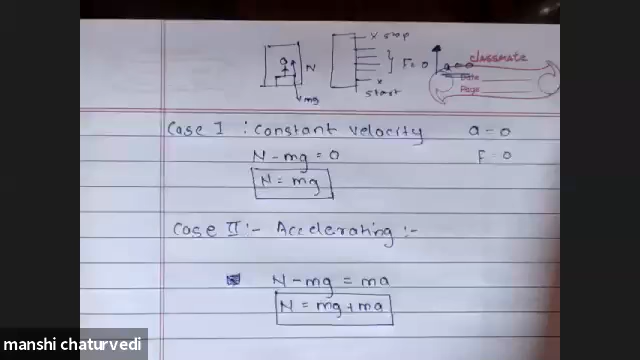 x stop
a
N
F=0
mg
x
start
classmate
Date
Page
Case I : constant velocity a = 0
N - mg = 0 F = 0
N = mg
Case II :- Accelerating :-
N - mg = ma
N = mg + ma
manshi chaturvedi